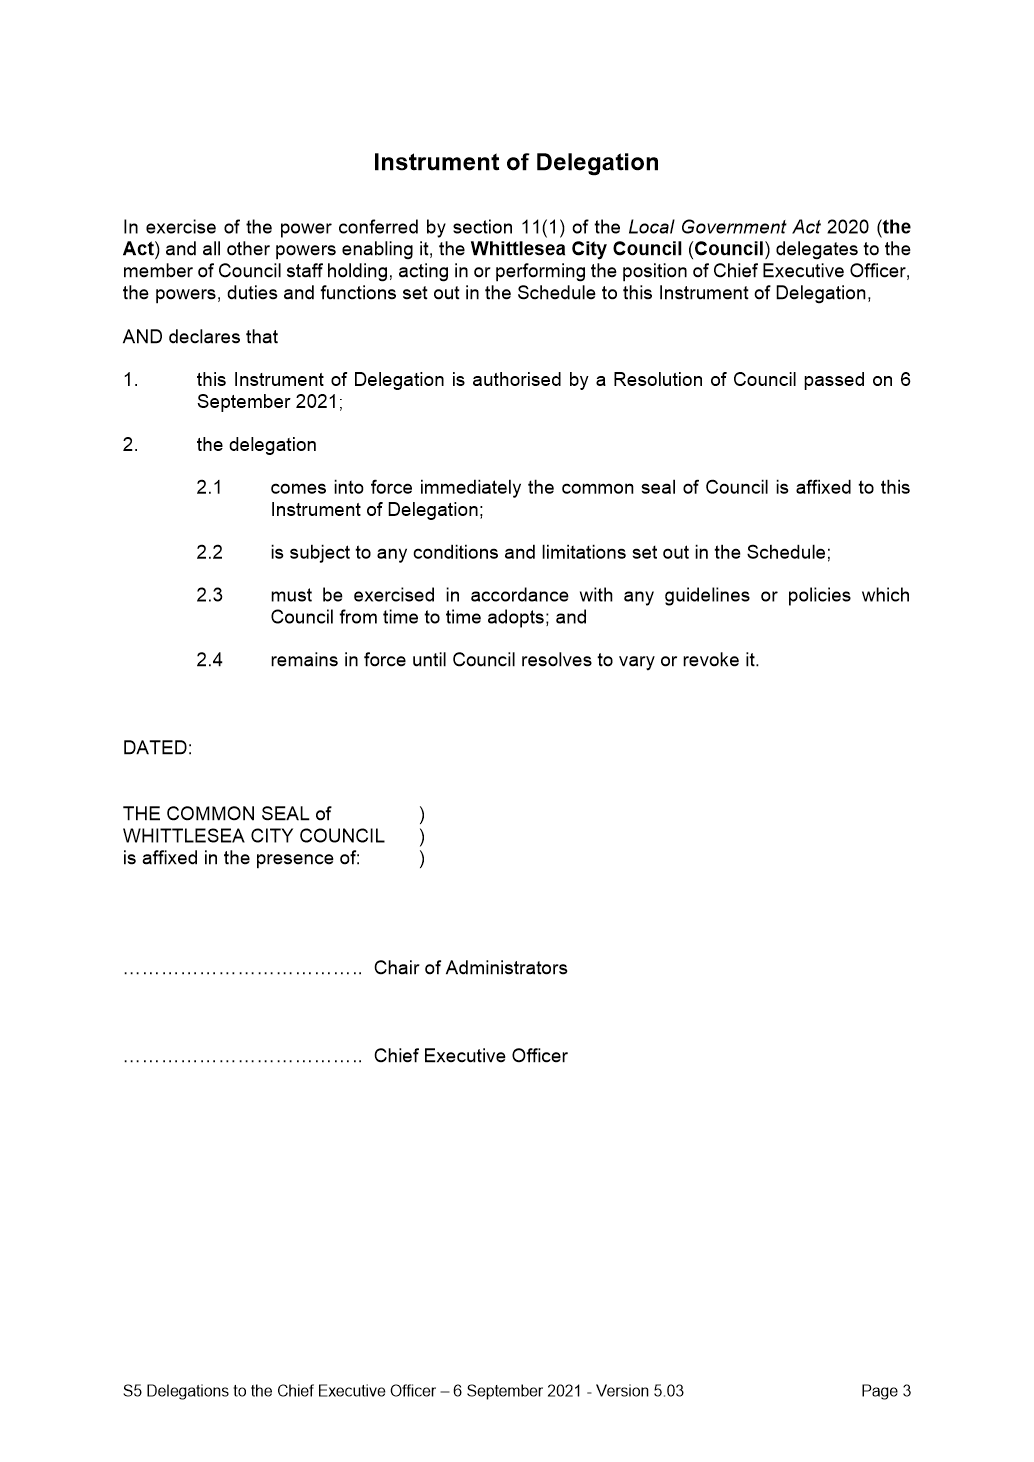 Instrument of Delegation
In exercise of the power conferred by section 11(1) of the Local Government Act 2020 (the
Act) and all other powers enabling it, the Whittlesea City Council (Council) delegates to the
member of Council staff holding, acting in or performing the position of Chief Executive Officer,
the powers, duties and functions set out in the Schedule to this Instrument of Delegation,
AND declares that
1. this Instrument of Delegation is authorised by a Resolution of Council passed on 6
September 2021;
2. the delegation
2.1 comes into force immediately the common seal of Council is affixed to this
Instrument of Delegation;
2.2 is subject to any conditions and limitations set out in the Schedule;
2.3 must be exercised in accordance with any guidelines or policies which
Council from time to time adopts; and
2.4 remains in force until Council resolves to vary or revoke it.
DATED:
THE COMMON SEAL of )
WHITTLESEA CITY COUNCIL )
is affixed in the presence of: )
……………………………….. Chair of Administrators
……………………………….. Chief Executive Officer
S5 Delegations to the Chief Executive Officer – 6 September 2021 - Version 5.03 Page 3